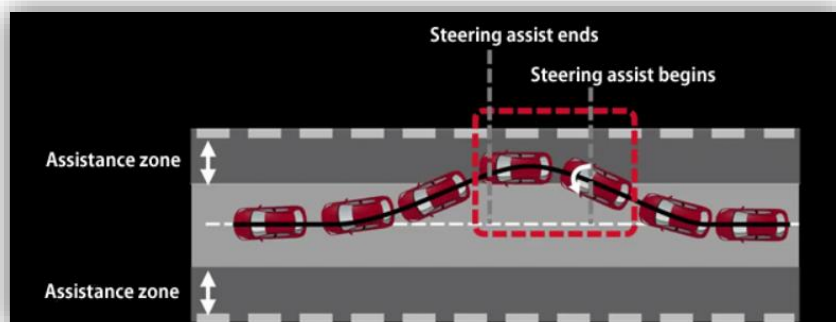 Steering assist ends
Steering assist begins
Assistance zone
Assistance zone